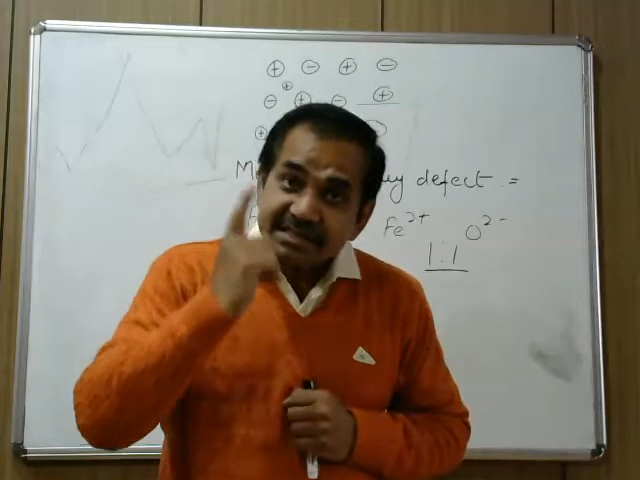 ⊕ ⊖ ⊕ ⊖
⊕
⊖ ⊕ ⊖ ⊕
⊕
defect. =
Fe²⁺ O²⁻
1:1